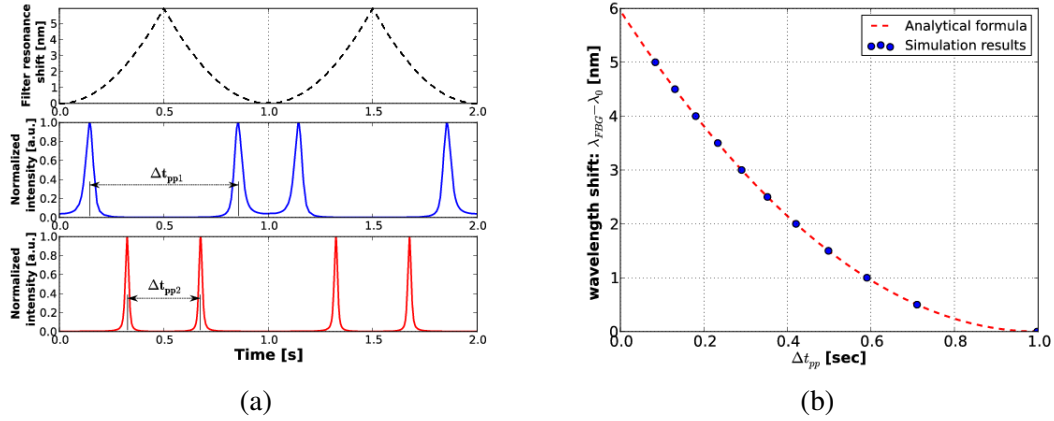 Filter resonance
shift [nm]
6
5
4
3
2
1
0
0.0 0.5 1.0 1.5 2.0
Normalized
intensity [a.u.]
1.0
0.8
0.6
0.4
0.2
0.0
Δt_pp1
0.0 0.5 1.0 1.5 2.0
Normalized
intensity [a.u.]
1.0
0.8
0.6
0.4
0.2
0.0
Δt_pp2
0.0 0.5 1.0 1.5 2.0
Time [s]
(a)
wavelength shift: λ_FBG−λ_0 [nm]
6
5
4
3
2
1
0
Analytical formula
Simulation results
0.0 0.2 0.4 0.6 0.8 1.0
Δt_pp [sec]
(b)